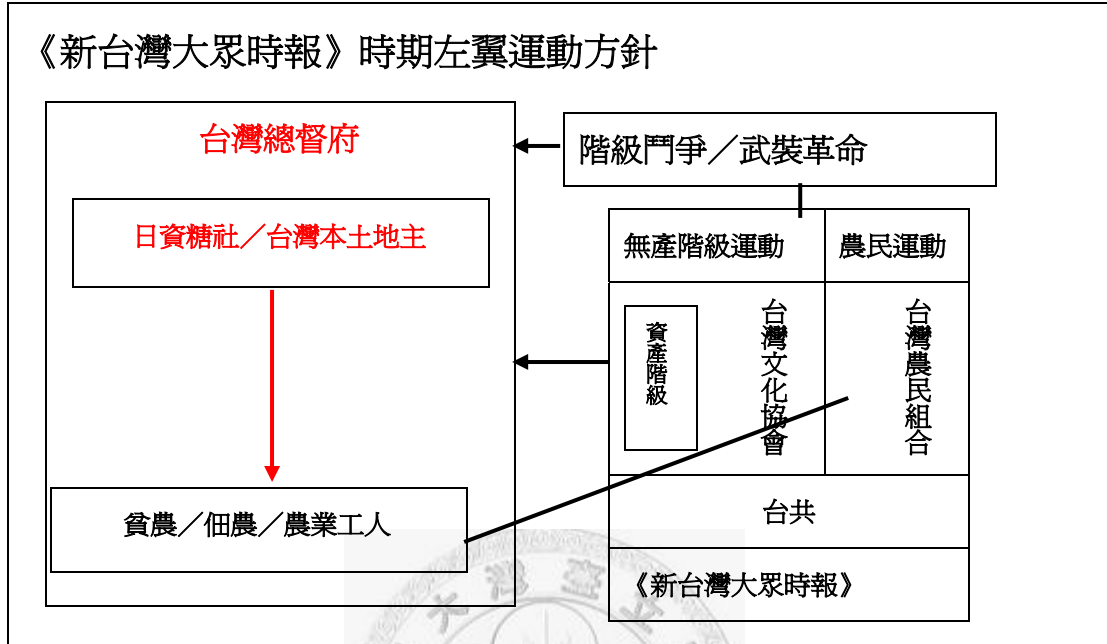 《新台灣大眾時報》時期左翼運動方針
台灣總督府
日資糖社／台灣本土地主
貧農／佃農／農業工人
階級鬥爭／武裝革命
無產階級運動
農民運動
資產階級
台灣文化協會
台灣農民組合
台共
《新台灣大眾時報》